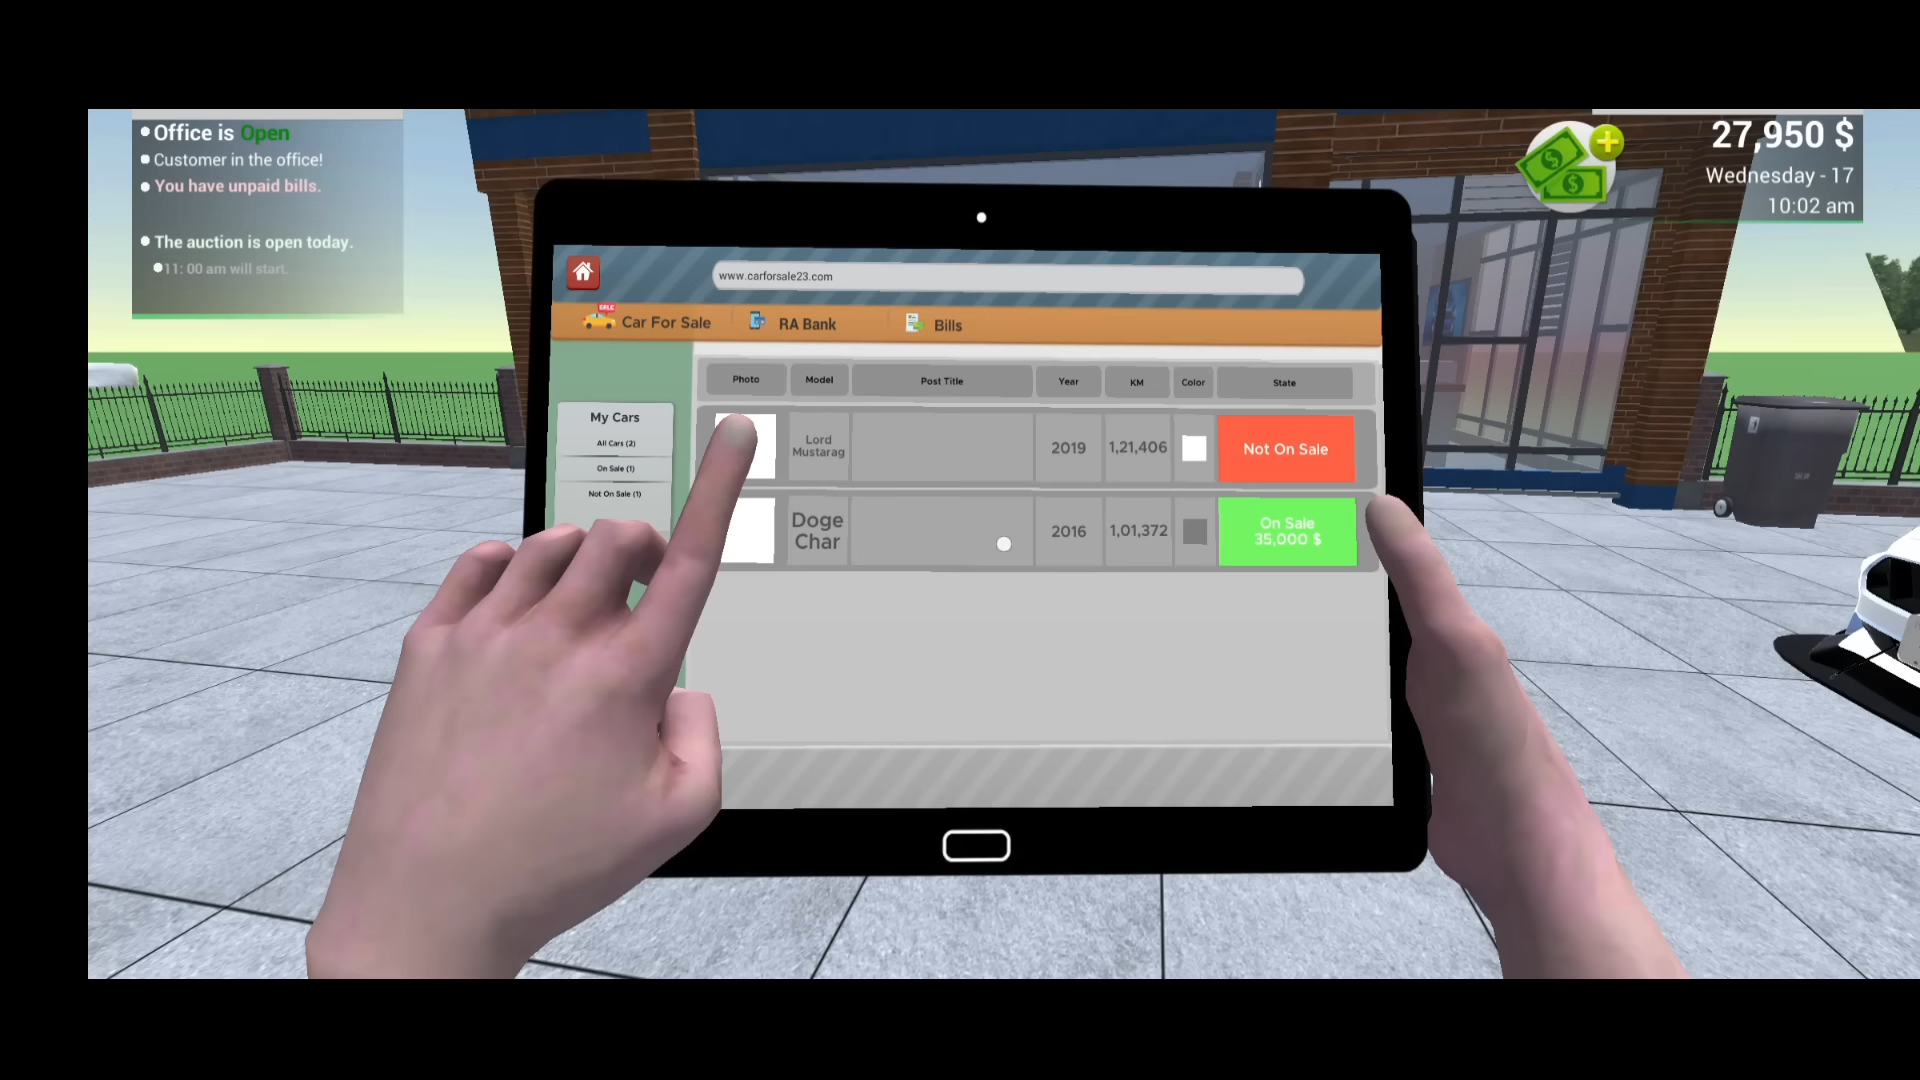 Office is Open
Customer in the office!
You have unpaid bills.
The auction is open today.
11: 00 am will start.
27,950 $
Wednesday - 17
10:02 am
www.carforsale23.com
SALE
Car For Sale
RA Bank
Bills
Photo
Model
Post Title
Year
KM
Color
State
My Cars
All Cars (2)
On Sale (1)
Not On Sale (1)
Lord
Mustarag
2019
1,21,406
Not On Sale
Doge
Char
2016
1,01,372
On Sale
35,000 $